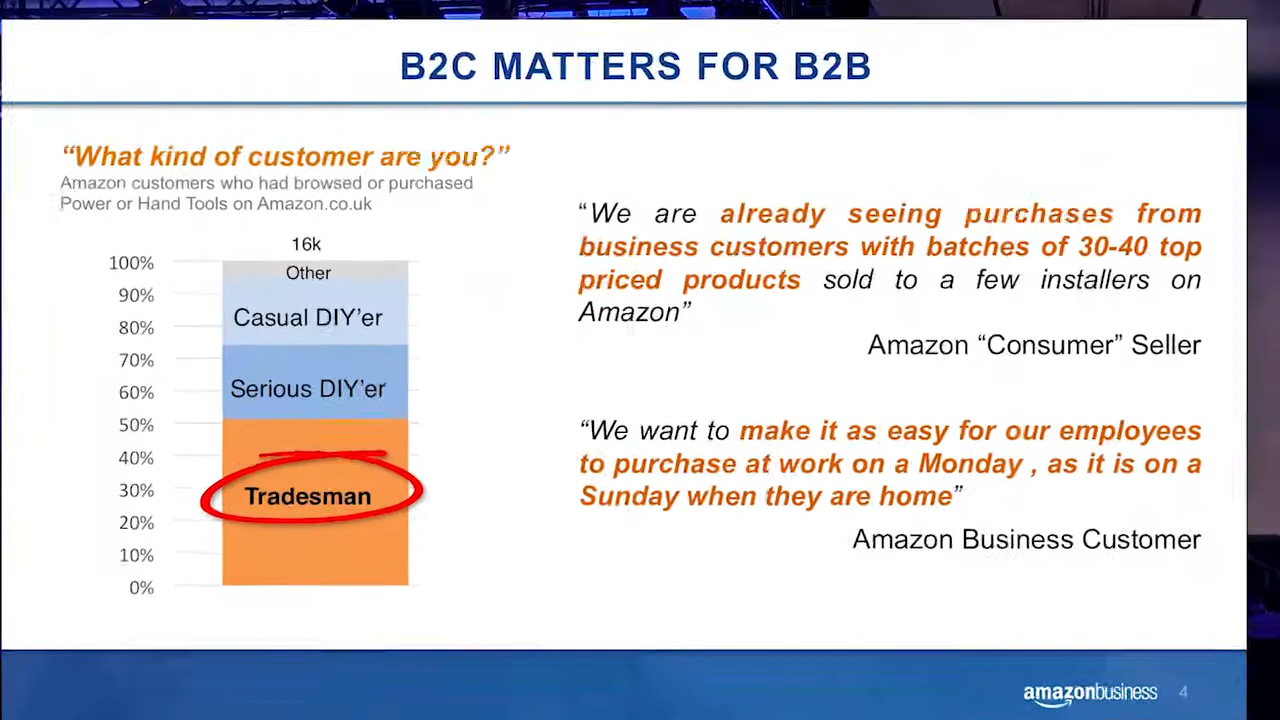 B2C MATTERS FOR B2B
“What kind of customer are you?”
Amazon customers who had browsed or purchased
Power or Hand Tools on Amazon.co.uk
16k
100%
Other
90%
Casual DIY’er
80%
70%
Serious DIY’er
60%
50%
40%
30%
Tradesman
20%
10%
0%
“We are already seeing purchases from
business customers with batches of 30-40 top
priced products sold to a few installers on
Amazon”
Amazon “Consumer” Seller
“We want to make it as easy for our employees
to purchase at work on a Monday , as it is on a
Sunday when they are home”
Amazon Business Customer
amazonbusiness 4